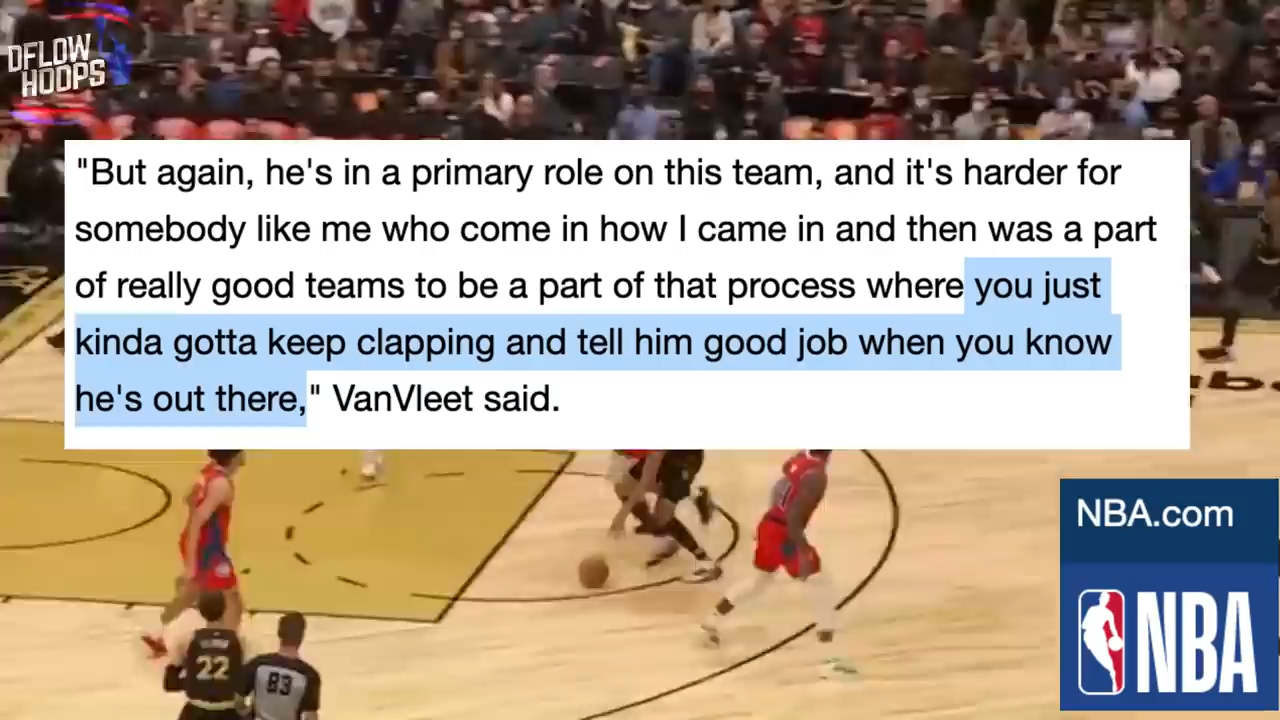 DFLOW
HOOPS
"But again, he's in a primary role on this team, and it's harder for
somebody like me who come in how I came in and then was a part
of really good teams to be a part of that process where you just
kinda gotta keep clapping and tell him good job when you know
he's out there," VanVleet said.
NBA.com
NBA
22
83